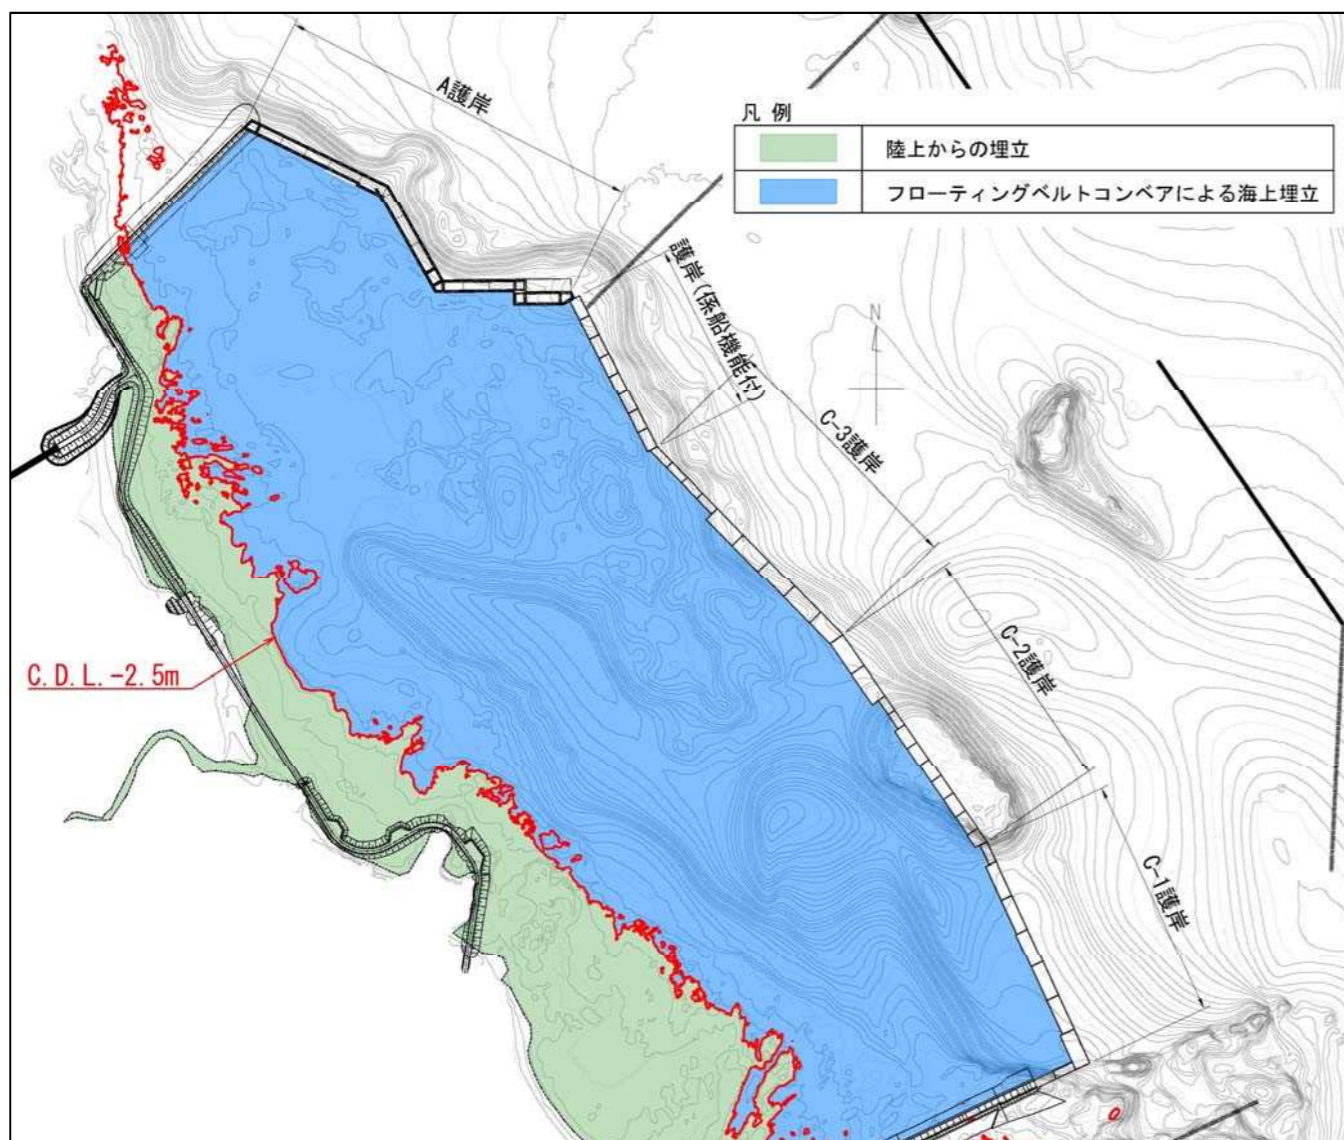 A護岸
凡 例
陸上からの埋立
フローティングベルトコンベアによる海上埋立
護岸(係船機能付)
N
C-3護岸
C-2護岸
C.D.L.-2.5m
C-1護岸